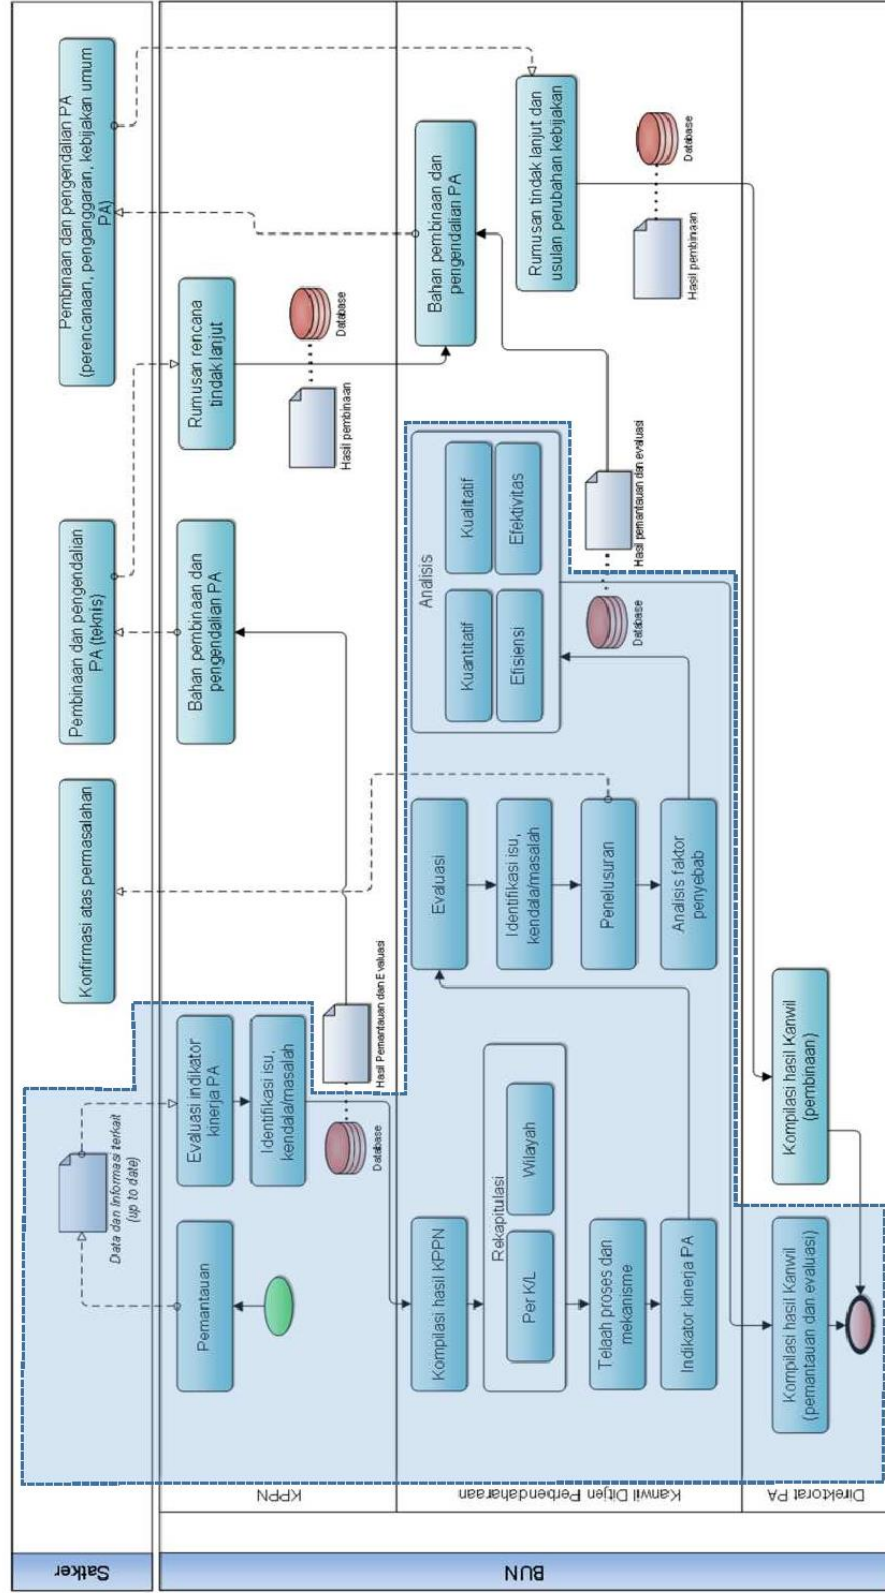 Satker
BUN
KPPN
Kanwil Ditjen Perbendaharaan
Direktorat PA
Data dan Informasi terkait
(up to date)
Konfirmasi atas permasalahan
Pembinaan dan pengendalian
PA (teknis)
Pembinaan dan pengendalian PA
(perencanaan, penganggaran, kebijakan umum
PA)
Pemantauan
Evaluasi indikator
kinerja PA
Identifikasi isu,
kendala/masalah
Database
Hasil Pemantauan dan Evaluasi
Bahan pembinaan dan
pengendalian PA
Rumusan rencana
tindak lanjut
Hasil pembinaan
Database
Kompilasi hasil KPPN
Rekapitulasi
Per K/L
Wilayah
Telaah proses dan
mekanisme
Indikator kinerja PA
Evaluasi
Identifikasi isu,
kendala/masalah
Penelusuran
Analisis faktor
penyebab
Analisis
Kuantitatif
Kualitatif
Efisiensi
Efektivitas
Database
Hasil pemantauan dan evaluasi
Bahan pembinaan dan
pengendalian PA
Rumusan tindak lanjut dan
usulan perubahan kebijakan
Hasil pembinaan
Database
Kompilasi hasil Kanwil
(pemantauan dan evaluasi)
Kompilasi hasil Kanwil
(pembinaan)